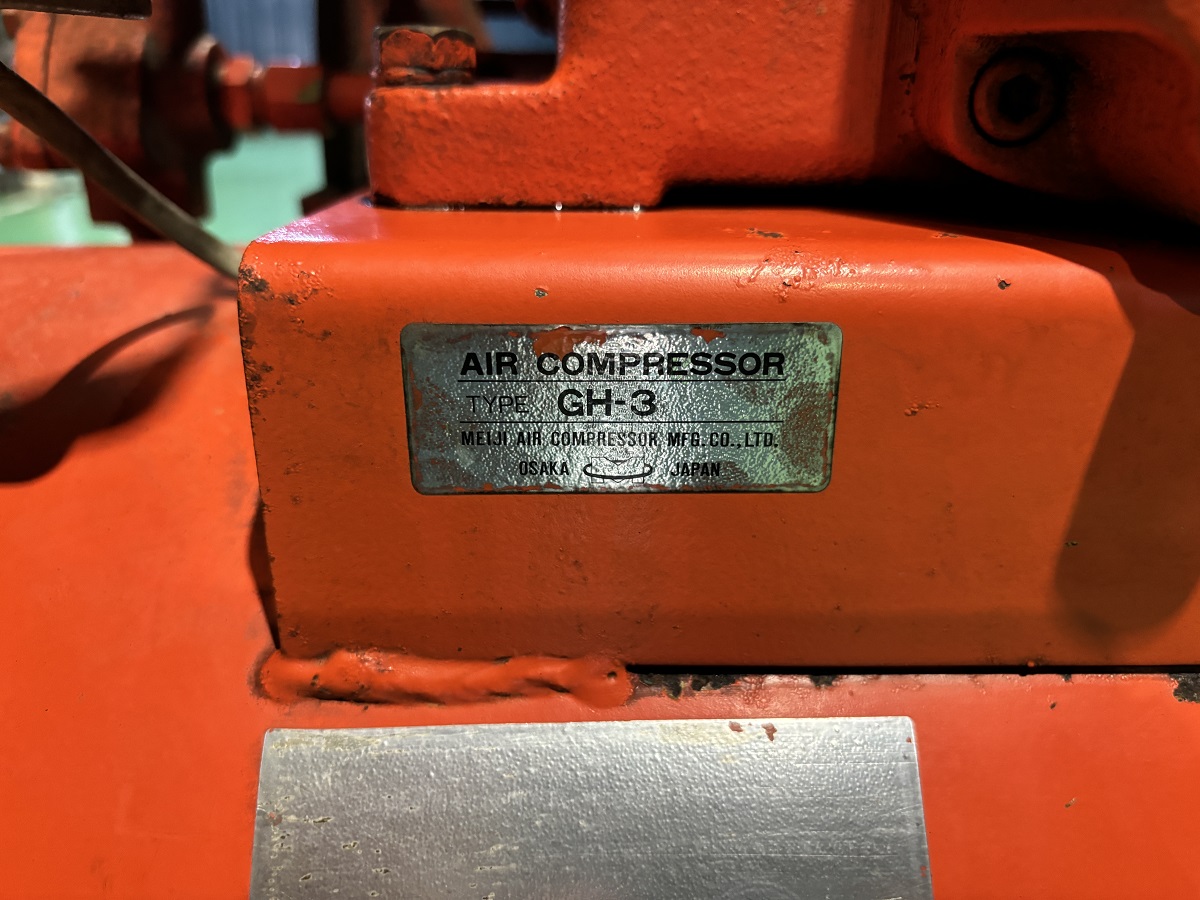 AIR COMPRESSOR
TYPE GH-3
MEIJI AIR COMPRESSOR MFG. CO., LTD.
OSAKA JAPAN